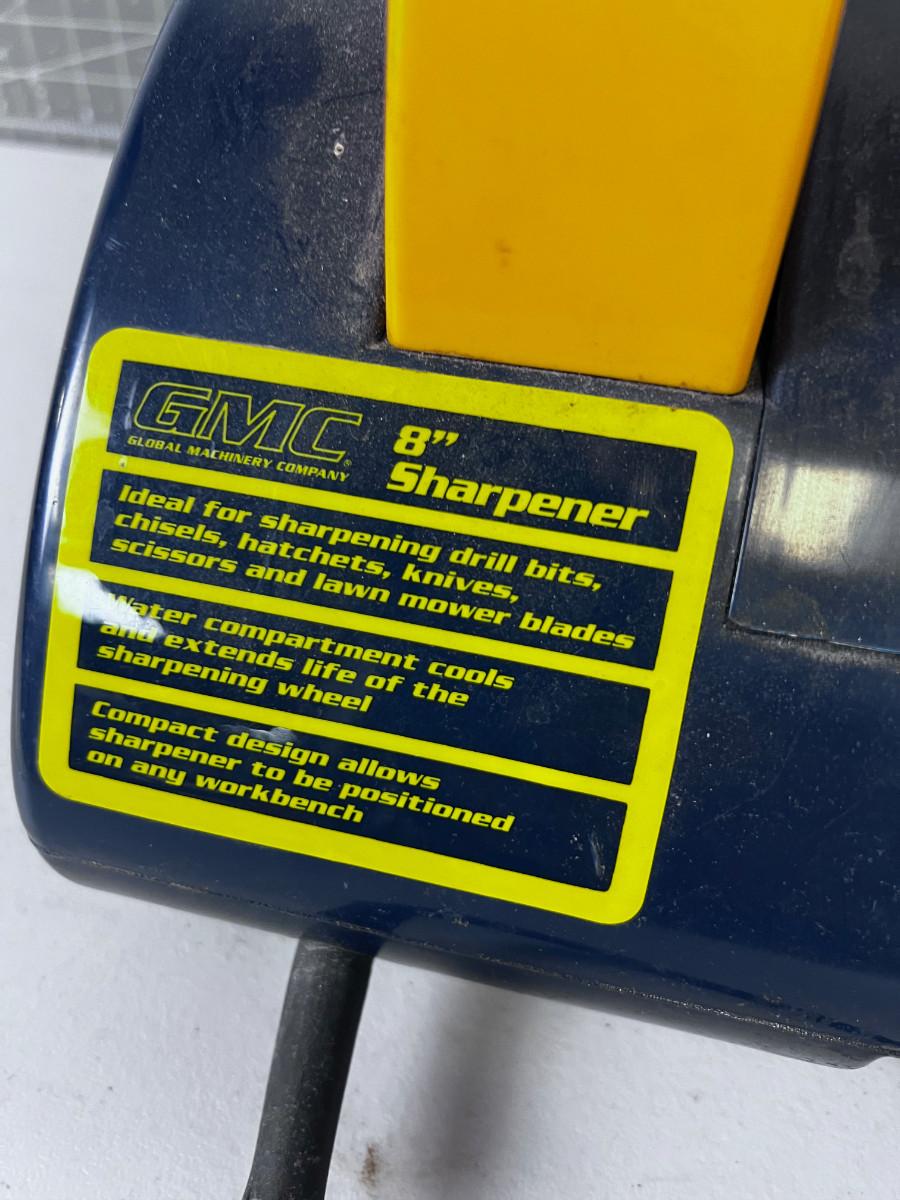 GMC
GLOBAL MACHINERY COMPANY®
8”
Sharpener
Ideal for sharpening drill bits,
chisels, hatchets, knives,
scissors and lawn mower blades
Water compartment cools
and extends life of the
sharpening wheel
Compact design allows
sharpener to be positioned
on any workbench